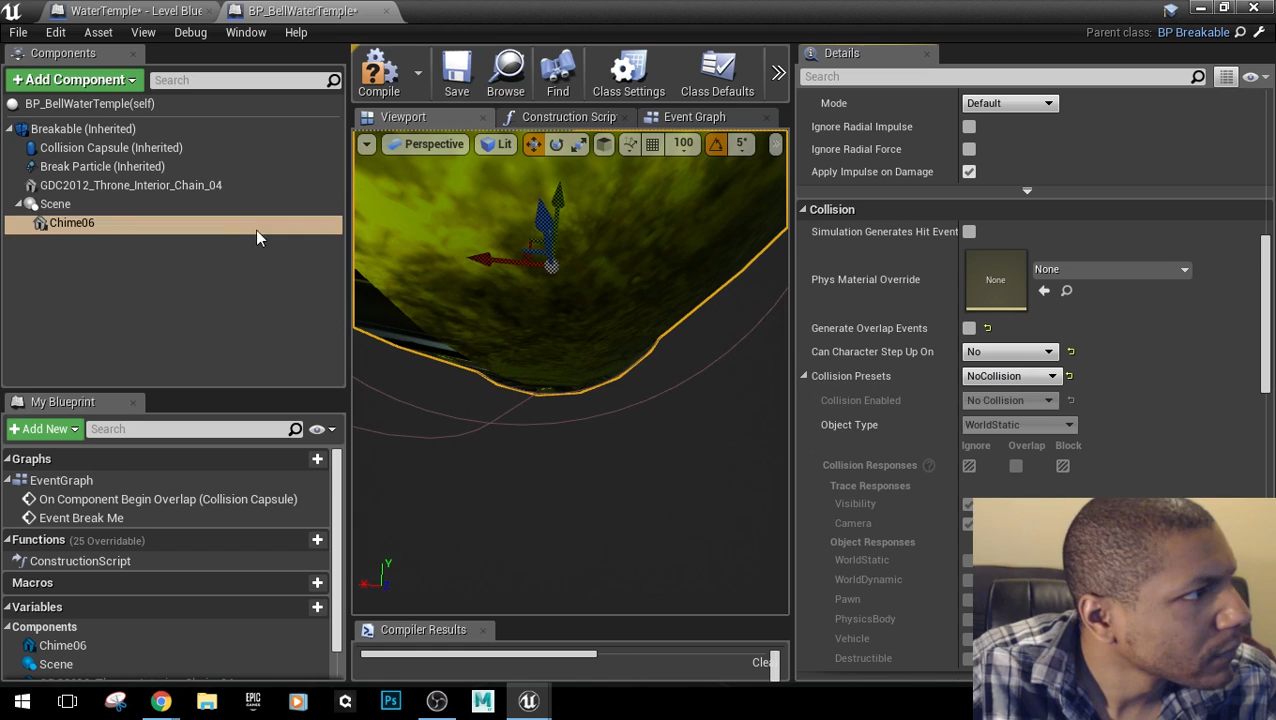 WaterTemple* - Level Blue
BP_BellWaterTemple*
File
Edit
Asset
View
Debug
Window
Help
Parent class: BP Breakable
Components
Add Component
Search
BP_BellWaterTemple(self)
Breakable (Inherited)
Collision Capsule (Inherited)
Break Particle (Inherited)
GDC2012_Throne_Interior_Chain_04
Scene
Chime06
My Blueprint
Add New
Search
Graphs
EventGraph
On Component Begin Overlap (Collision Capsule)
Event Break Me
Functions (25 Overridable)
ConstructionScript
Macros
Variables
Components
Chime06
Scene
Compile
Save
Browse
Find
Class Settings
Class Defaults
Viewport
Construction Scrip
Event Graph
Perspective
Lit
100
5°
Y
Compiler Results
Clea
Details
Search
Mode
Default
Ignore Radial Impulse
Ignore Radial Force
Apply Impulse on Damage
Collision
Simulation Generates Hit Event
Phys Material Override
None
None
Generate Overlap Events
Can Character Step Up On
No
Collision Presets
NoCollision
Collision Enabled
No Collision
Object Type
WorldStatic
Ignore Overlap Block
Collision Responses ?
Trace Responses
Visibility
Camera
Object Responses
WorldStatic
WorldDynamic
Pawn
PhysicsBody
Vehicle
Destructible
EPIC GAMES
Ps
M